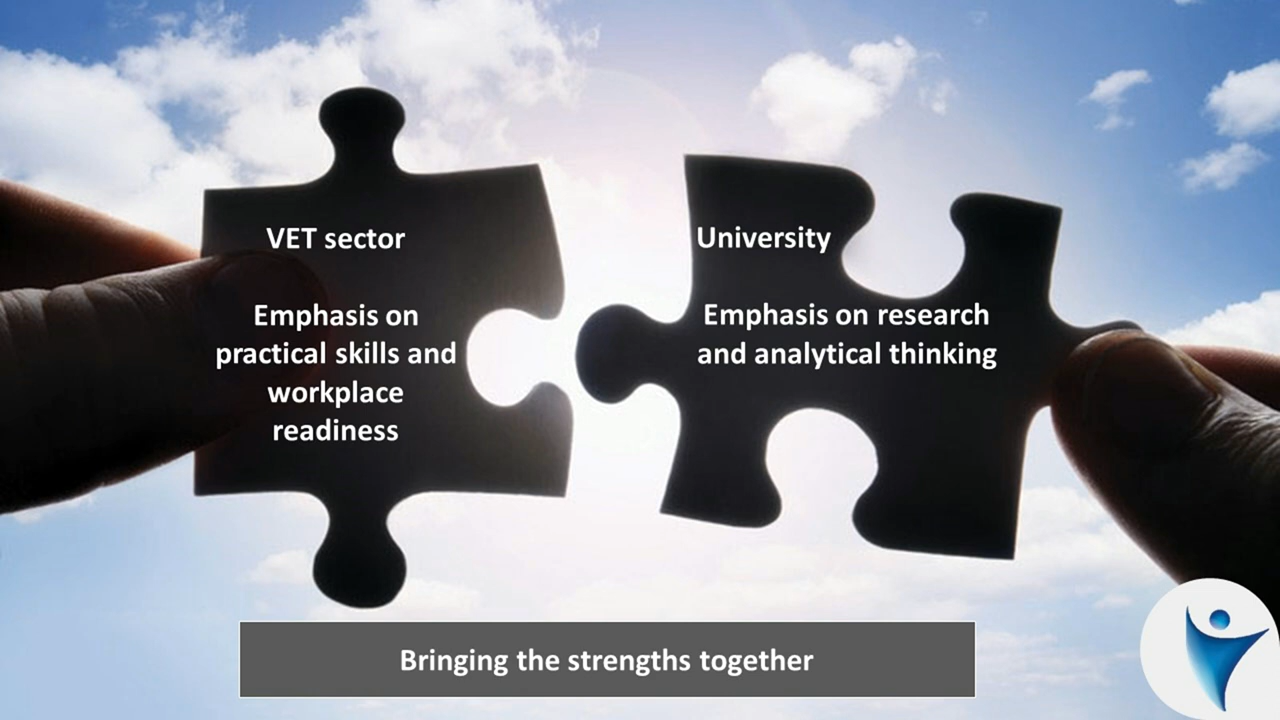 VET sector
Emphasis on
practical skills and
workplace
readiness
University
Emphasis on research
and analytical thinking
Bringing the strengths together